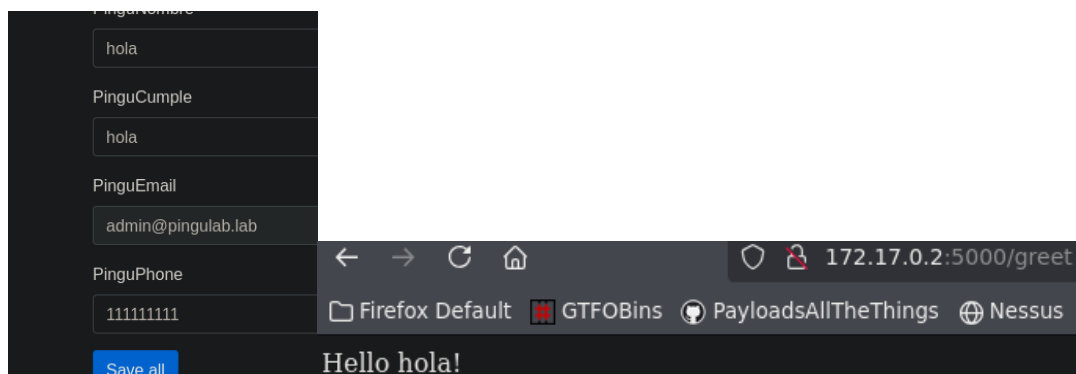 PinguNombre
hola
PinguCumple
hola
PinguEmail
admin@pingulab.lab
PinguPhone
111111111
Save all
172.17.0.2:5000/greet
Firefox Default GTFOBins PayloadsAllTheThings Nessus
Hello hola!